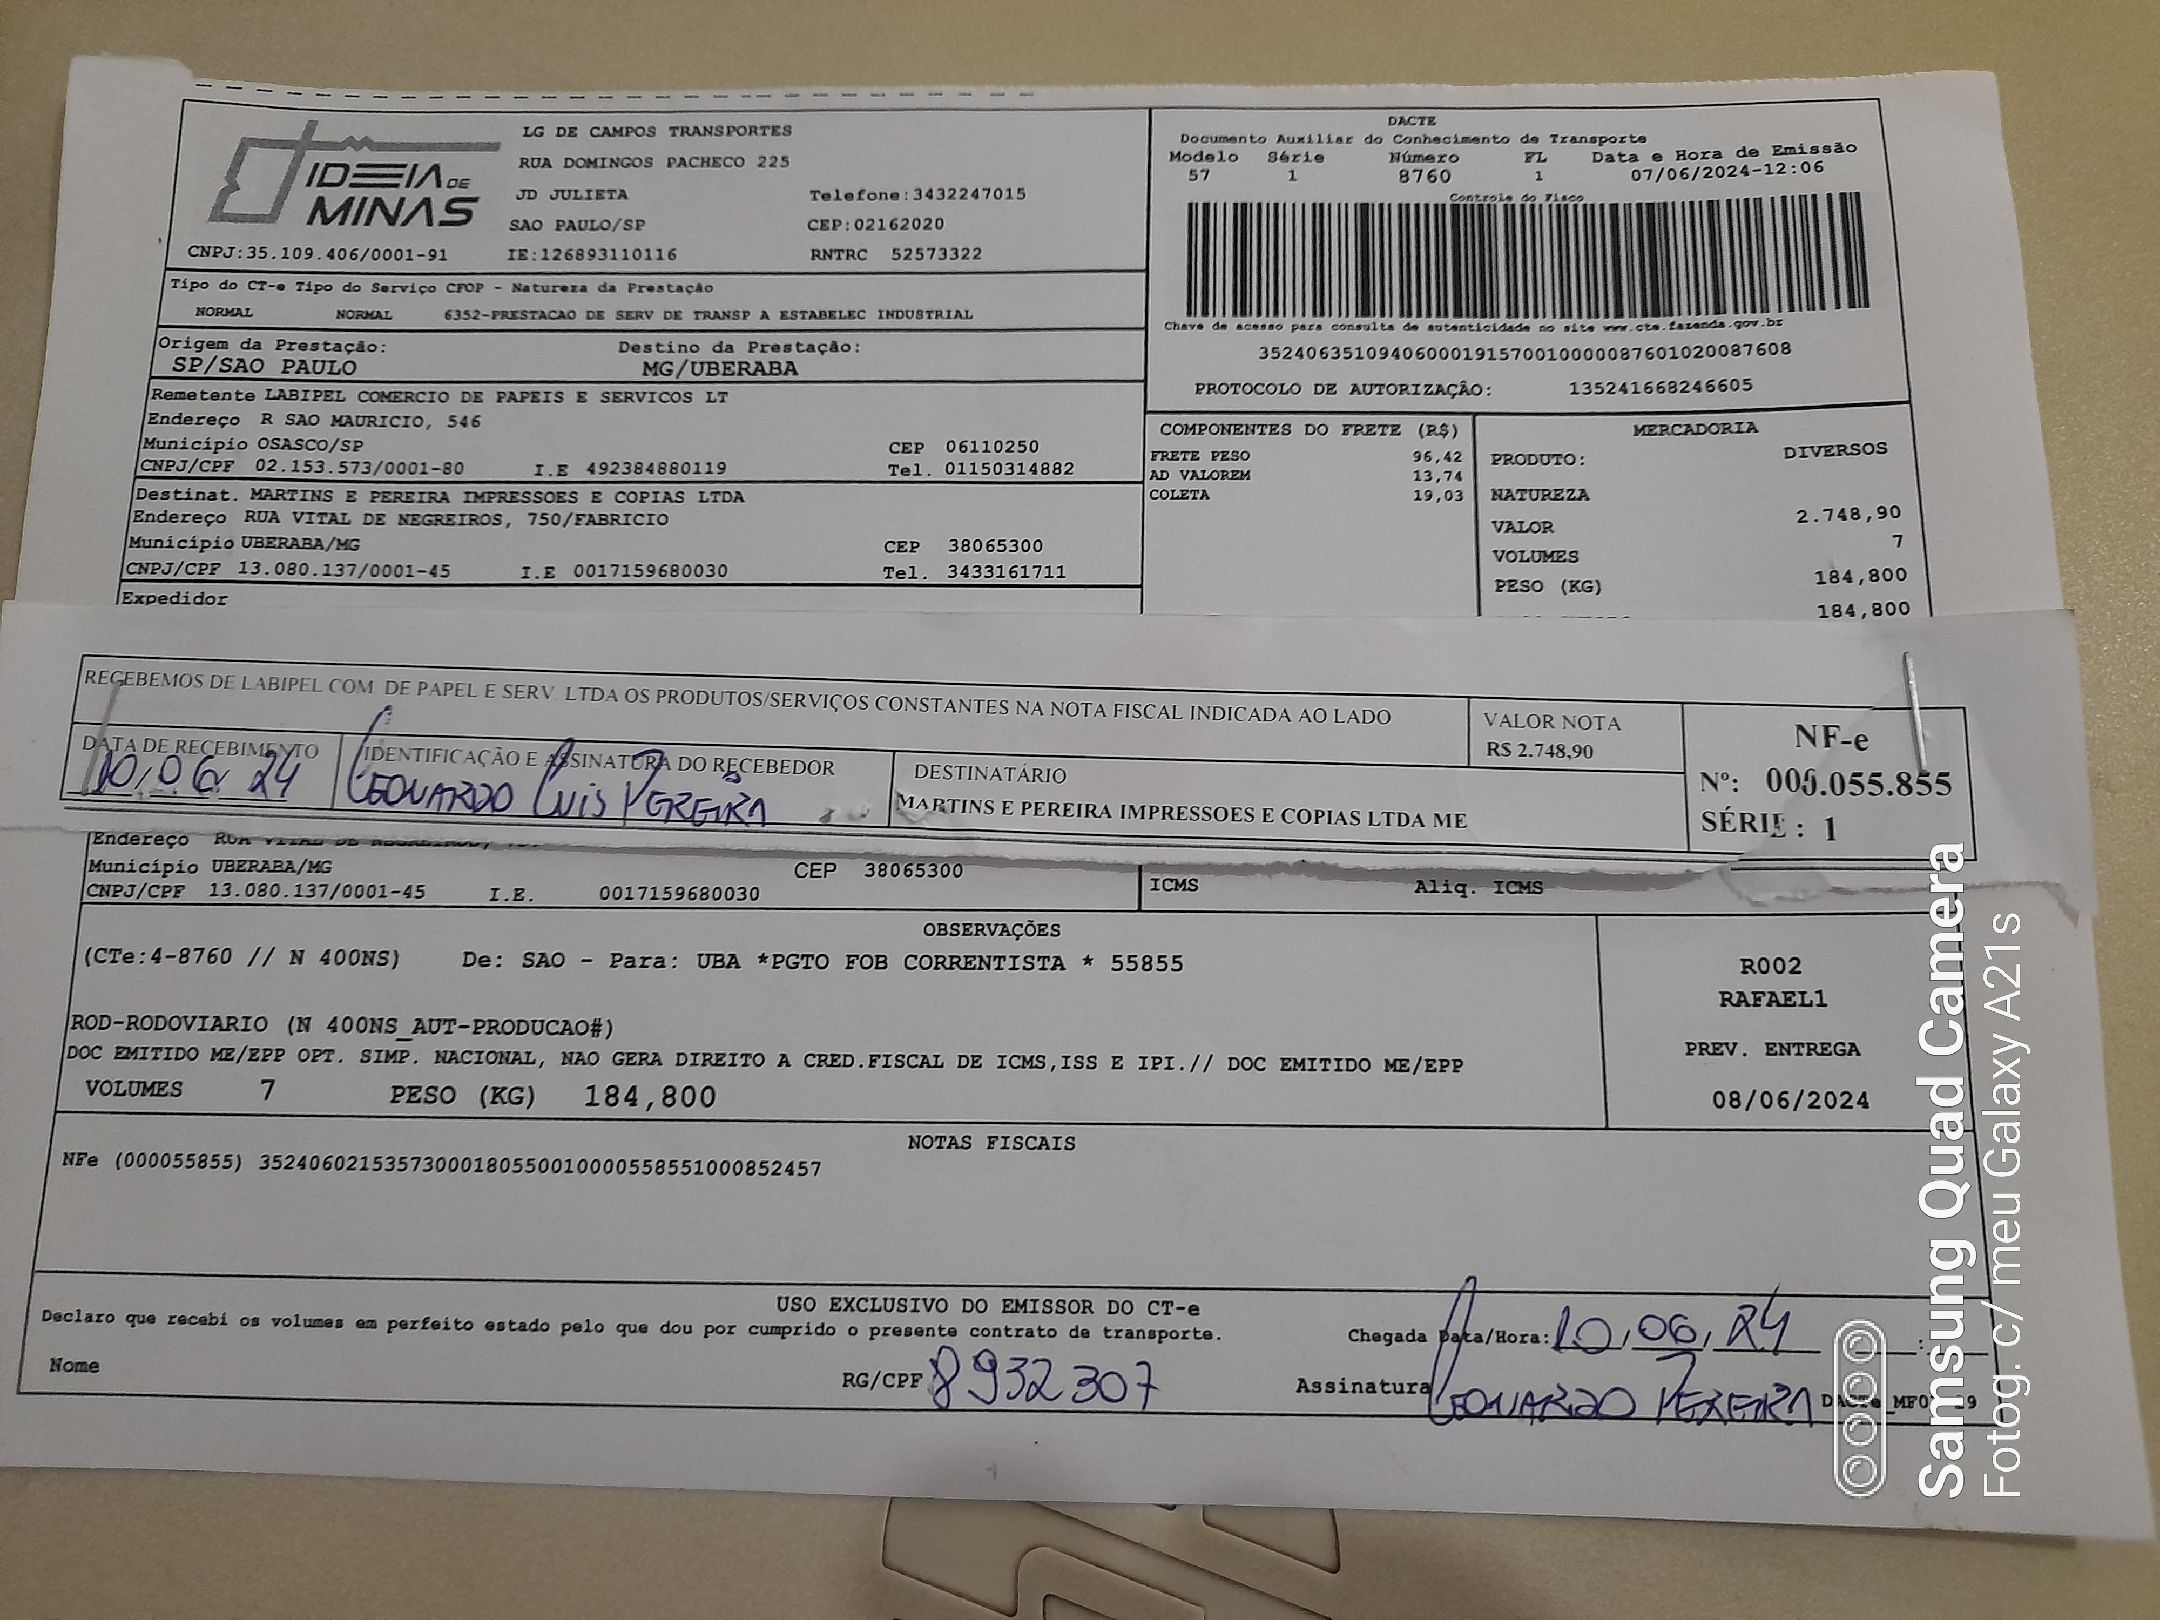 IDEIA DE
MINAS
CNPJ:35.109.406/0001-91
LG DE CAMPOS TRANSPORTES
RUA DOMINGOS PACHECO 225
JD JULIETA Telefone:3432247015
SAO PAULO/SP CEP:02162020
IE:126893110116 RNTRC 52573322
DACTE
Documento Auxiliar do Conhecimento de Transporte
Modelo Série Número FL Data e Hora de Emissão
57 1 8760 1 07/06/2024-12:06
Controle do Fisco
Chave de acesso para consulta de autenticidade no site www.cte.fazenda.gov.br
35240635109406000191570010000087601020087608
PROTOCOLO DE AUTORIZAÇÃO: 135241668246605
Tipo do CT-e Tipo do Serviço CFOP - Natureza da Prestação
NORMAL NORMAL 6352-PRESTACAO DE SERV DE TRANSP A ESTABELEC INDUSTRIAL
Origem da Prestação: Destino da Prestação:
SP/SAO PAULO MG/UBERABA
Remetente LABIPEL COMERCIO DE PAPEIS E SERVICOS LT
Endereço R SAO MAURICIO, 546
Município OSASCO/SP CEP 06110250
CNPJ/CPF 02.153.573/0001-80 I.E 492384880119 Tel. 01150314882
Destinat. MARTINS E PEREIRA IMPRESSOES E COPIAS LTDA
Endereço RUA VITAL DE NEGREIROS, 750/FABRICIO
Município UBERABA/MG CEP 38065300
CNPJ/CPF 13.080.137/0001-45 I.E 0017159680030 Tel. 3433161711
Expedidor
COMPONENTES DO FRETE (R$)
FRETE PESO 96,42
AD VALOREM 13,74
COLETA 19,03
MERCADORIA
PRODUTO: DIVERSOS
NATUREZA
VALOR 2.748,90
VOLUMES 7
PESO (KG) 184,800
184,800
RECEBEMOS DE LABIPEL COM. DE PAPEL E SERV. LTDA OS PRODUTOS/SERVIÇOS CONSTANTES NA NOTA FISCAL INDICADA AO LADO
VALOR NOTA
R$ 2.748,90
NF-e
Nº: 000.055.855
SÉRIE : 1
DATA DE RECEBIMENTO
10,06,24
IDENTIFICAÇÃO E ASSINATURA DO RECEBEDOR
LEONARDO LUIS PEREIRA
DESTINATÁRIO
MARTINS E PEREIRA IMPRESSOES E COPIAS LTDA ME
Endereço RUA VITAL DE NEGREIROS,
Município UBERABA/MG CEP 38065300
CNPJ/CPF 13.080.137/0001-45 I.E. 0017159680030
ICMS Aliq. ICMS
OBSERVAÇÕES
(CTe:4-8760 // N 400NS) De: SAO - Para: UBA *PGTO FOB CORRENTISTA * 55855
ROD-RODOVIARIO (N 400NS_AUT-PRODUCAO#)
DOC EMITIDO ME/EPP OPT. SIMP. NACIONAL, NAO GERA DIREITO A CRED.FISCAL DE ICMS,ISS E IPI.// DOC EMITIDO ME/EPP
VOLUMES 7 PESO (KG) 184,800
R002
RAFAEL1
PREV. ENTREGA
08/06/2024
NOTAS FISCAIS
NFe (000055855) 35240602153573000180550010000558551000852457
USO EXCLUSIVO DO EMISSOR DO CT-e
Declaro que recebi os volumes em perfeito estado pelo que dou por cumprido o presente contrato de transporte.
Chegada Data/Hora: 10,06,24 :
Nome RG/CPF 8932307 Assinatura LEONARDO PEREIRA
Samsung Quad Camera
Fotog. c/ meu Galaxy A21s